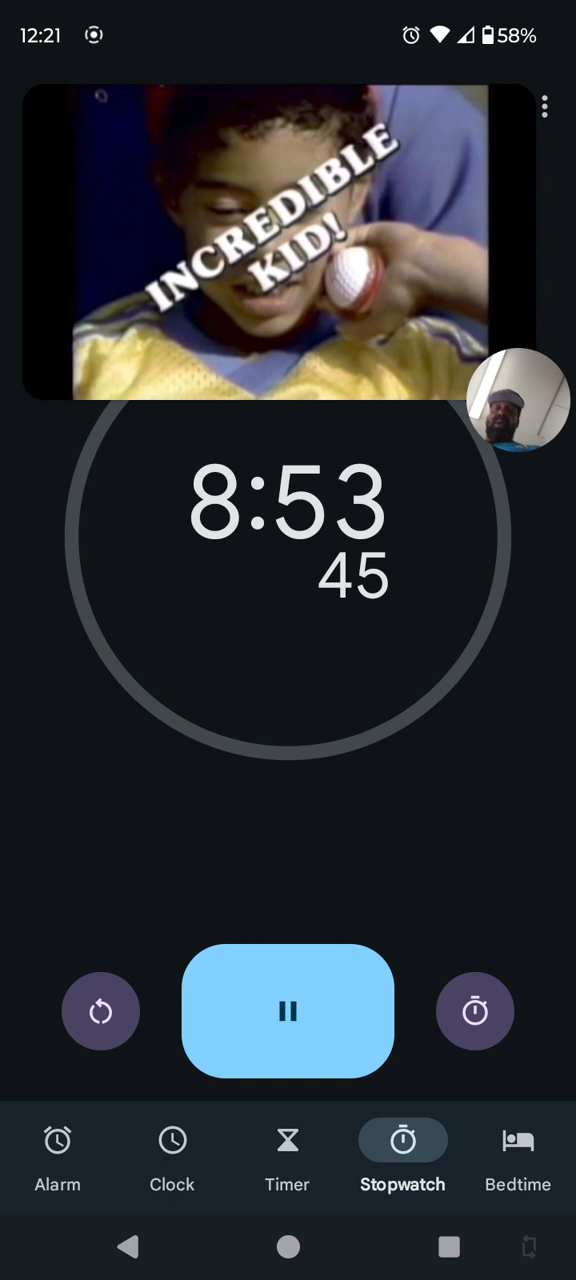 12:21
58%
INCREDIBLE
KID!
8:53
45
Alarm
Clock
Timer
Stopwatch
Bedtime